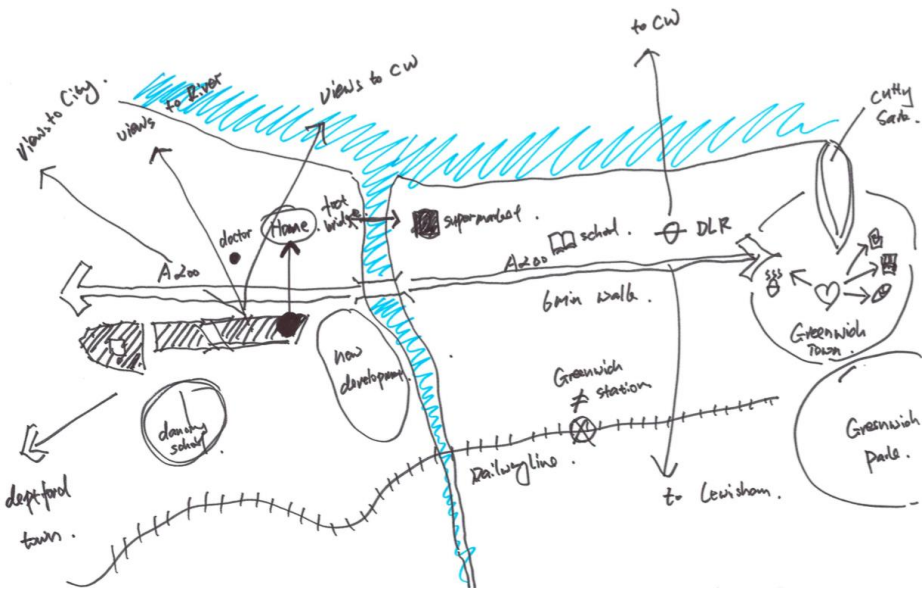 to CW
views to City.
views
to River
views to CW
Cutty
Sark.
doctor
Home
foot
bridge
supermarket.
school.
DLR
A200
A200
6 min walk.
Greenwich
Town.
new
development.
Greenwich
station
dancing
school
Railway line.
Greenwich
Park.
deptford
town.
to Lewisham.